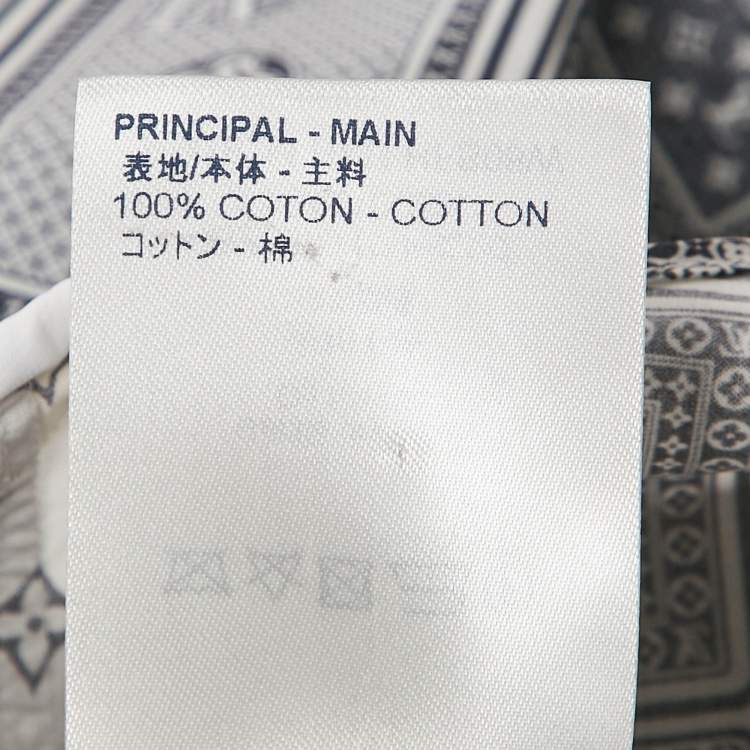 PRINCIPAL - MAIN
表地/本体 - 主料
100% COTON - COTTON
コットン - 棉